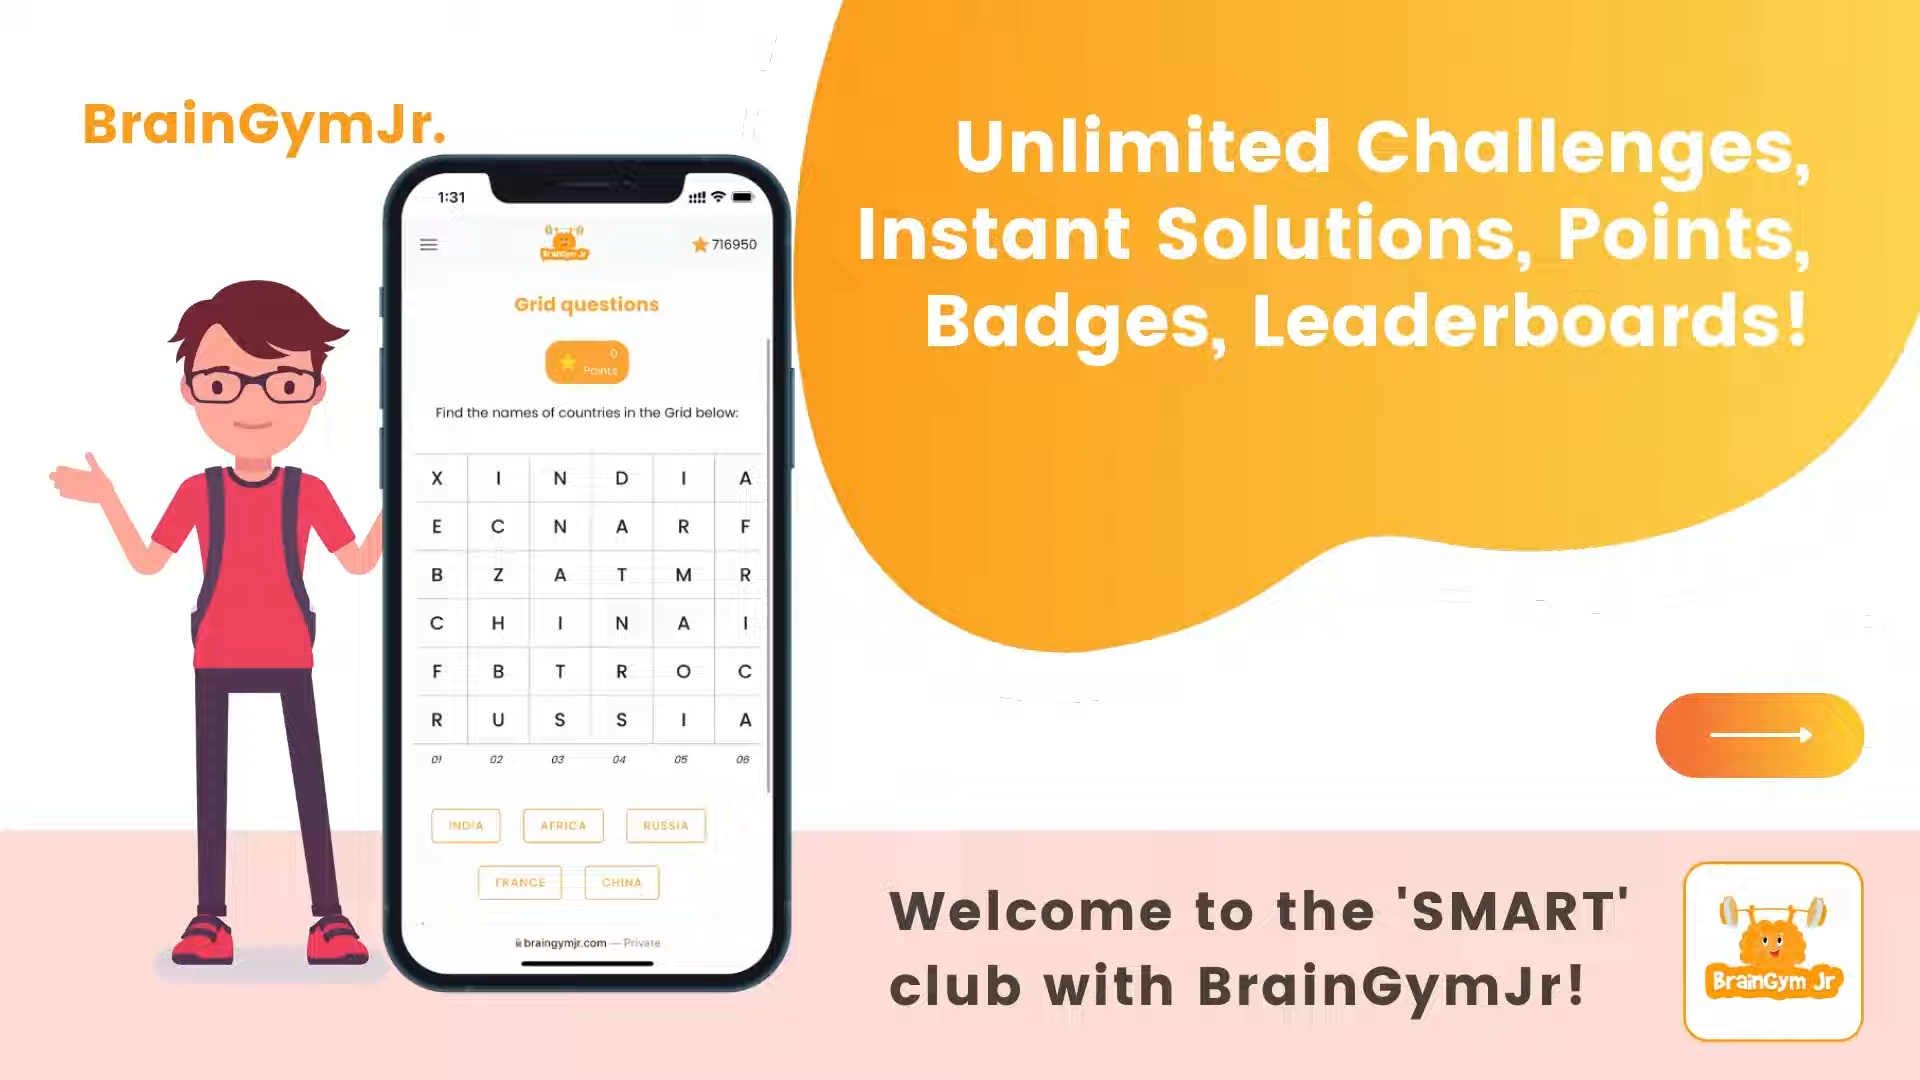 BrainGymJr.
Unlimited Challenges,
Instant Solutions, Points,
Badges, Leaderboards!
1:31
BrainGym Jr
716950
Grid questions
0
Points
Find the names of countries in the Grid below:
X I N D I A
E C N A R F
B Z A T M R
C H I N A I
F B T R O C
R U S S I A
01 02 03 04 05 06
INDIA AFRICA RUSSIA
FRANCE CHINA
braingymjr.com — Private
Welcome to the 'SMART'
club with BrainGymJr!
BrainGym Jr